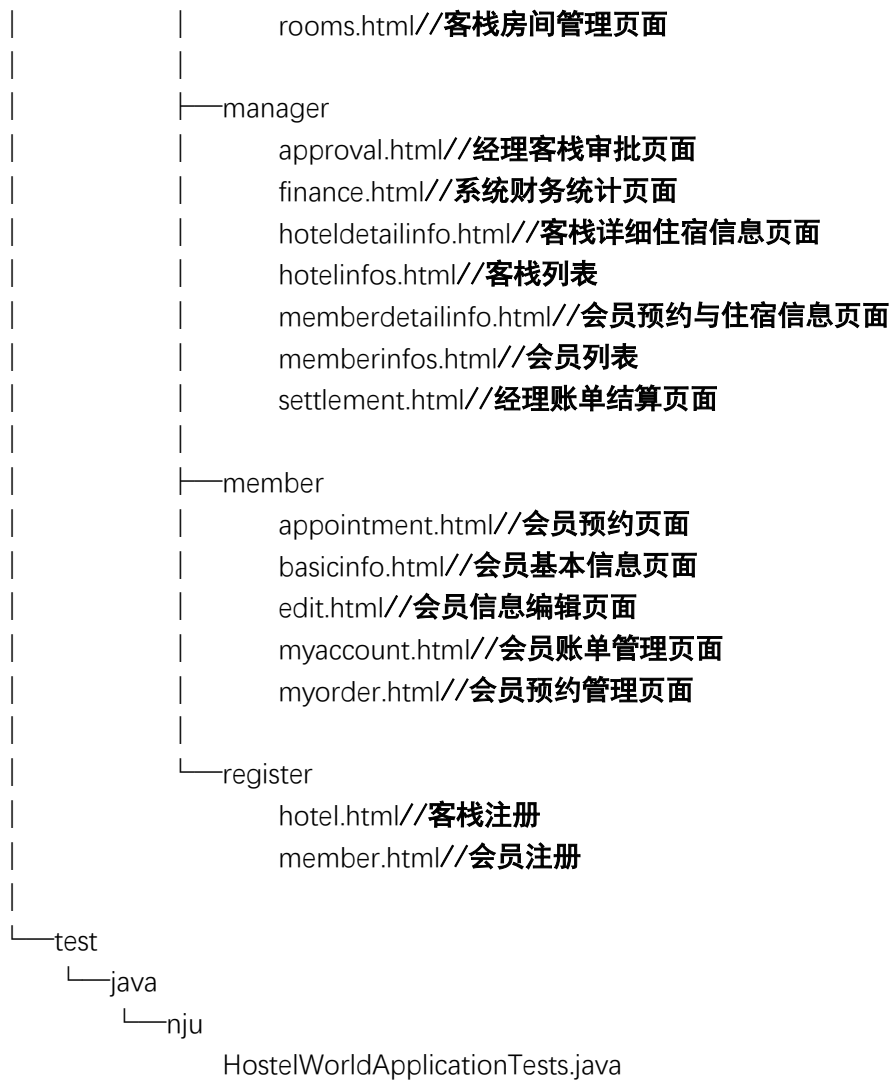 │ │ rooms.html//客栈房间管理页面
│ │
│ ├──manager
│ │ approval.html//经理客栈审批页面
│ │ finance.html//系统财务统计页面
│ │ hoteldetailinfo.html//客栈详细住宿信息页面
│ │ hotelinfos.html//客栈列表
│ │ memberdetailinfo.html//会员预约与住宿信息页面
│ │ memberinfos.html//会员列表
│ │ settlement.html//经理账单结算页面
│ │
│ ├──member
│ │ appointment.html//会员预约页面
│ │ basicinfo.html//会员基本信息页面
│ │ edit.html//会员信息编辑页面
│ │ myaccount.html//会员账单管理页面
│ │ myorder.html//会员预约管理页面
│ │
│ └──register
│ hotel.html//客栈注册
│ member.html//会员注册
│
└──test
└──java
└──nju
HostelWorldApplicationTests.java